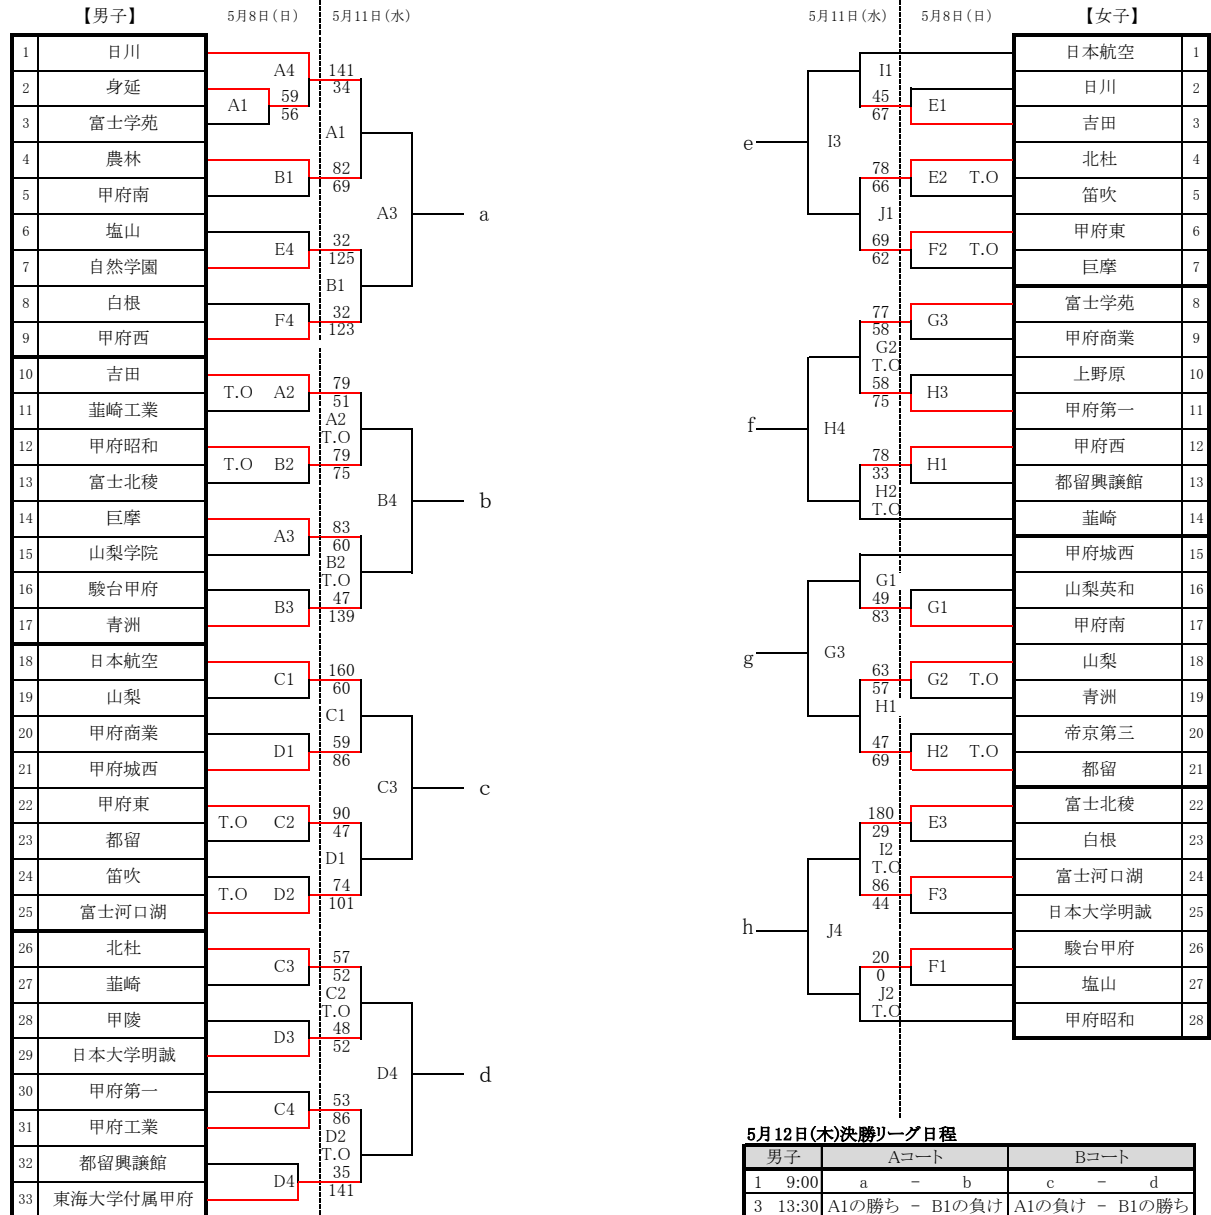 【男子】 5月8日(日) 5月11日(水)
1 日川
A4 141
34
2 身延
A1 59
56
3 富士学苑
A1
4 農林
B1 82
69
5 甲府南
A3 a
6 塩山
E4 32
125
7 自然学園
B1
8 白根
F4 32
123
9 甲府西
10 吉田
T.O A2 79
51
11 韮崎工業
A2
T.O
12 甲府昭和
T.O B2 79
75
13 富士北稜
B4 b
14 巨摩
A3 83
60
15 山梨学院
B2
T.O
16 駿台甲府
B3 47
139
17 青洲
18 日本航空
C1 160
60
19 山梨
C1
20 甲府商業
D1 59
86
21 甲府城西
C3 c
22 甲府東
T.O C2 90
47
23 都留
D1
24 笛吹
T.O D2 74
101
25 富士河口湖
26 北杜
C3 57
52
27 韮崎
C2
T.O
28 甲陵
D3 48
52
29 日本大学明誠
D4 d
30 甲府第一
C4 53
86
31 甲府工業
D2
T.O
32 都留興譲館
D4 35
141
33 東海大学付属甲府
5月11日(水) 5月8日(日) 【女子】
日本航空 1
I1
日川 2
45
67 E1
吉田 3
e I3
北杜 4
78
66 E2 T.O
笛吹 5
J1
甲府東 6
69
62 F2 T.O
巨摩 7
富士学苑 8
77
58 G3
甲府商業 9
G2
T.O
上野原 10
58
75 H3
甲府第一 11
f H4
甲府西 12
78
33 H1
都留興譲館 13
H2
T.O
韮崎 14
甲府城西 15
G1
山梨英和 16
49
83 G1
甲府南 17
g G3
山梨 18
63
57 G2 T.O
青洲 19
H1
帝京第三 20
47
69 H2 T.O
都留 21
富士北稜 22
180
29 E3
白根 23
I2
T.O
富士河口湖 24
86
44 F3
日本大学明誠 25
h J4
駿台甲府 26
20
0 F1
塩山 27
J2
T.O
甲府昭和 28
5月12日(木)決勝リーグ日程
男子 Aコート Bコート
1 9:00 a － b c － d
3 13:30 A1の勝ち － B1の負け A1の負け － B1の勝ち